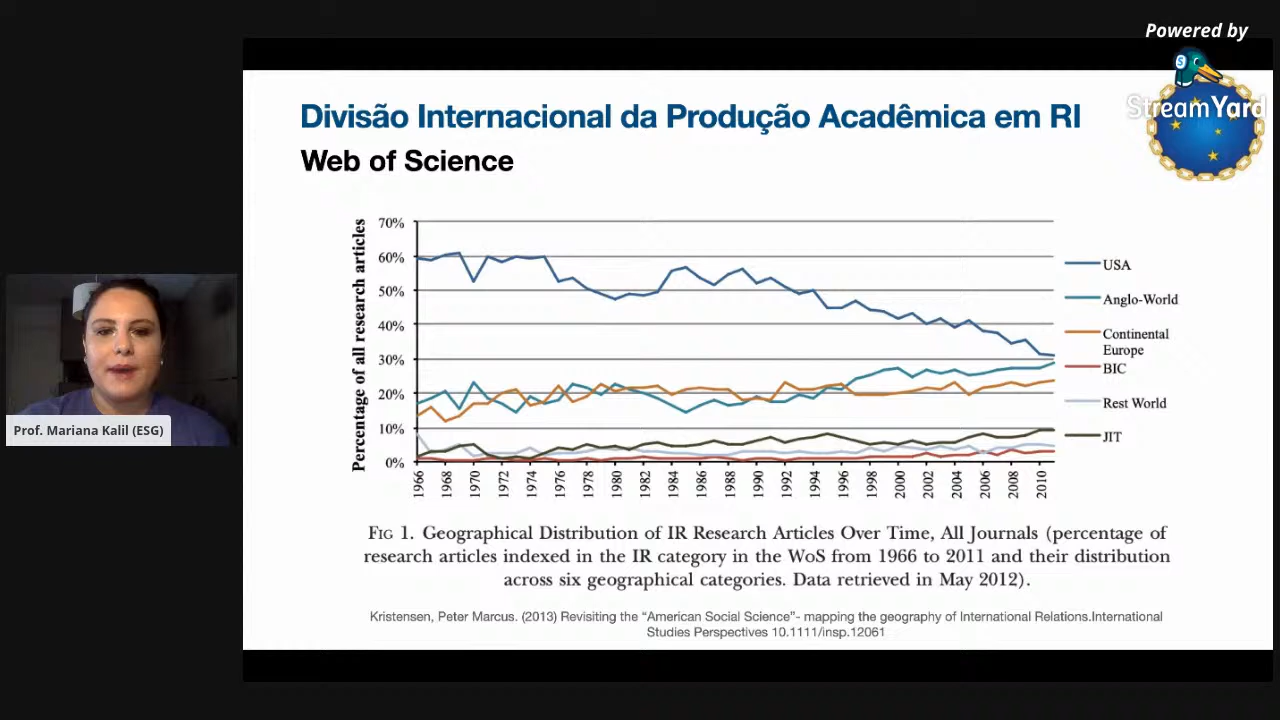 Powered by
StreamYard
Divisão Internacional da Produção Acadêmica em RI
Web of Science
Percentage of all research articles
70%
60%
50%
40%
30%
20%
10%
0%
1966
1968
1970
1972
1974
1976
1978
1980
1982
1984
1986
1988
1990
1992
1994
1996
1998
2000
2002
2004
2006
2008
2010
USA
Anglo-World
Continental
Europe
BIC
Rest World
JIT
Prof. Mariana Kalil (ESG)
FIG 1. Geographical Distribution of IR Research Articles Over Time, All Journals (percentage of
research articles indexed in the IR category in the WoS from 1966 to 2011 and their distribution
across six geographical categories. Data retrieved in May 2012).
Kristensen, Peter Marcus. (2013) Revisiting the “American Social Science”- mapping the geography of International Relations.International
Studies Perspectives 10.1111/insp.12061